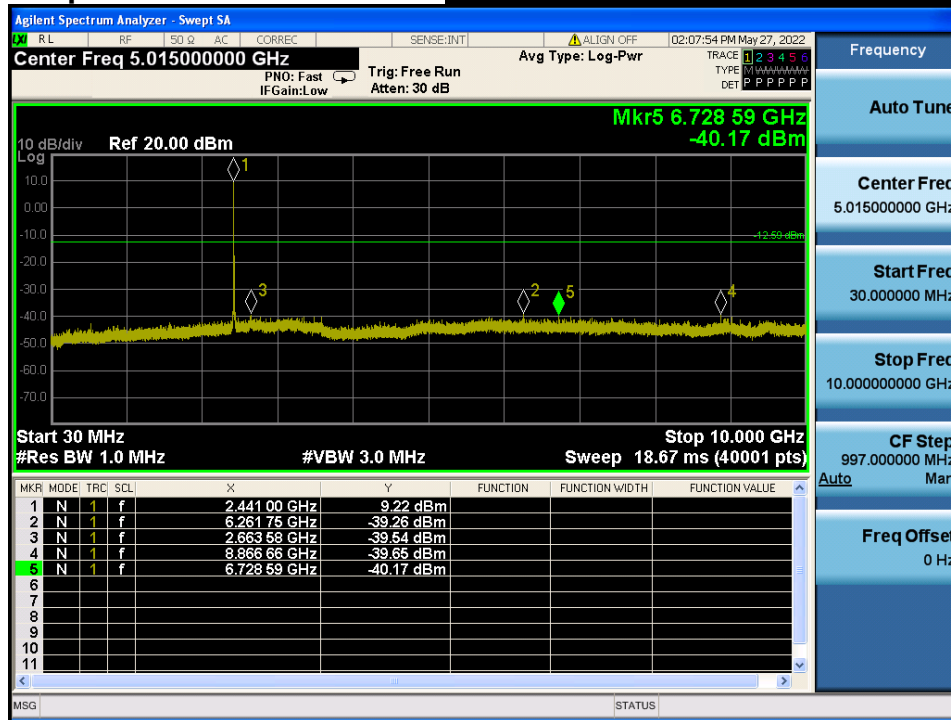 Agilent Spectrum Analyzer - Swept SA
LXI RL RF 50 Ω AC CORREC SENSE:INT ALIGN OFF 02:07:54 PM May 27, 2022
Center Freq 5.015000000 GHz
PNO: Fast
IFGain:Low
Trig: Free Run
Atten: 30 dB
Avg Type: Log-Pwr
TRACE 1 2 3 4 5 6
TYPE M WWWWW
DET P P P P P P
Mkr5 6.728 59 GHz
-40.17 dBm
10 dB/div Ref 20.00 dBm
Log
10.0
0.00
-10.0
-20.0
-30.0
-40.0
-50.0
-60.0
-70.0
1
3
2
5
4
-12.59 dBm
Start 30 MHz Stop 10.000 GHz
#Res BW 1.0 MHz #VBW 3.0 MHz Sweep 18.67 ms (40001 pts)
MKR MODE TRC SCL X Y FUNCTION FUNCTION WIDTH FUNCTION VALUE
1 N 1 f 2.441 00 GHz 9.22 dBm
2 N 1 f 6.261 75 GHz -39.26 dBm
3 N 1 f 2.663 58 GHz -39.54 dBm
4 N 1 f 8.866 66 GHz -39.65 dBm
5 N 1 f 6.728 59 GHz -40.17 dBm
6
7
8
9
10
11
MSG STATUS
Frequency
Auto Tune
Center Freq
5.015000000 GHz
Start Freq
30.000000 MHz
Stop Freq
10.000000000 GHz
CF Step
997.000000 MHz
Auto Man
Freq Offset
0 Hz